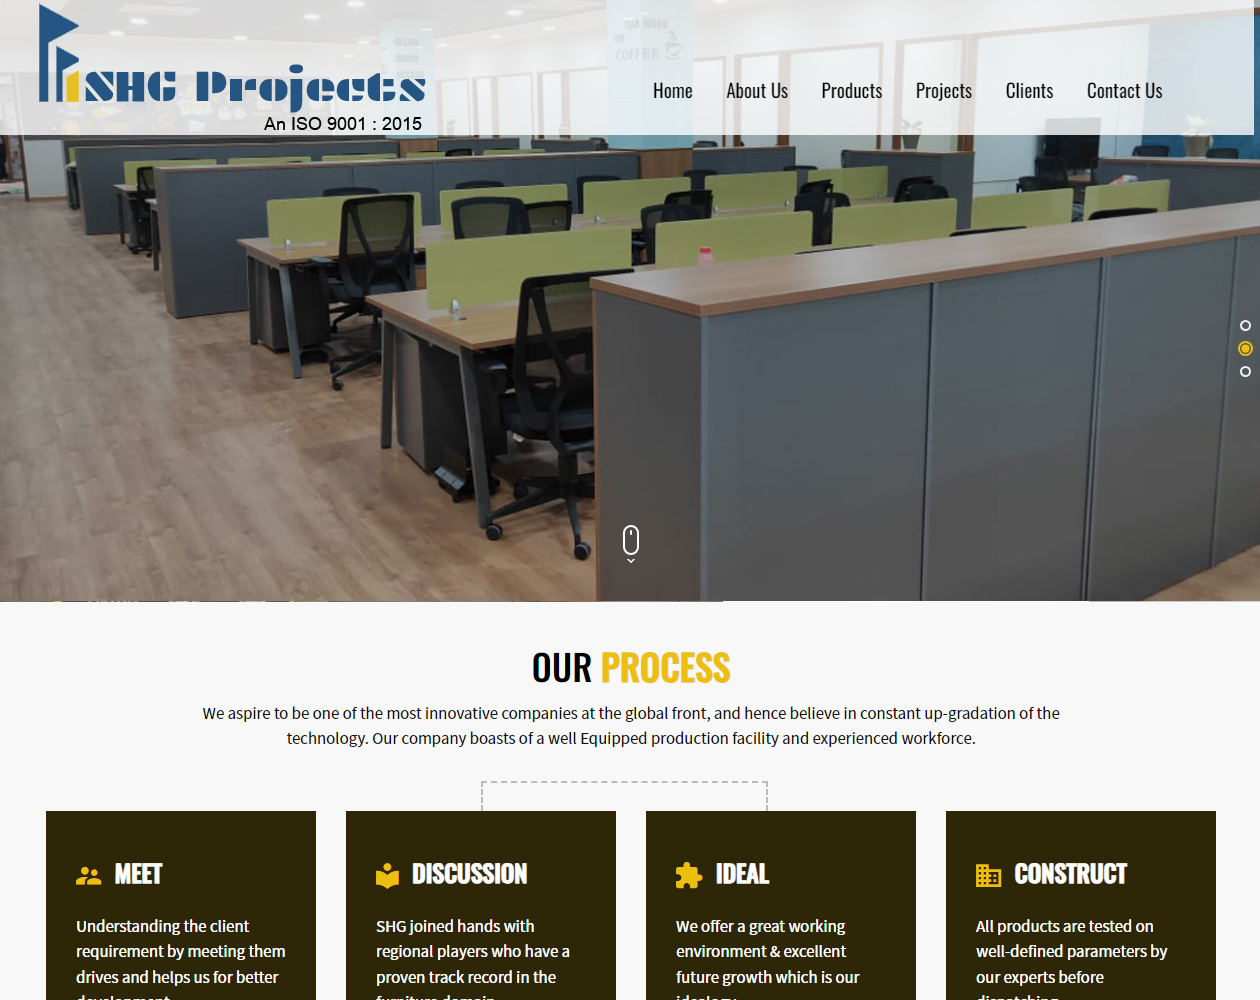 MAN WORK
COFFEE
SHG Projects
An ISO 9001 : 2015
Home
About Us
Products
Projects
Clients
Contact Us
OUR PROCESS
We aspire to be one of the most innovative companies at the global front, and hence believe in constant up-gradation of the
technology. Our company boasts of a well Equipped production facility and experienced workforce.
MEET
Understanding the client
requirement by meeting them
drives and helps us for better
DISCUSSION
SHG joined hands with
regional players who have a
proven track record in the
IDEAL
We offer a great working
environment & excellent
future growth which is our
CONSTRUCT
All products are tested on
well-defined parameters by
our experts before